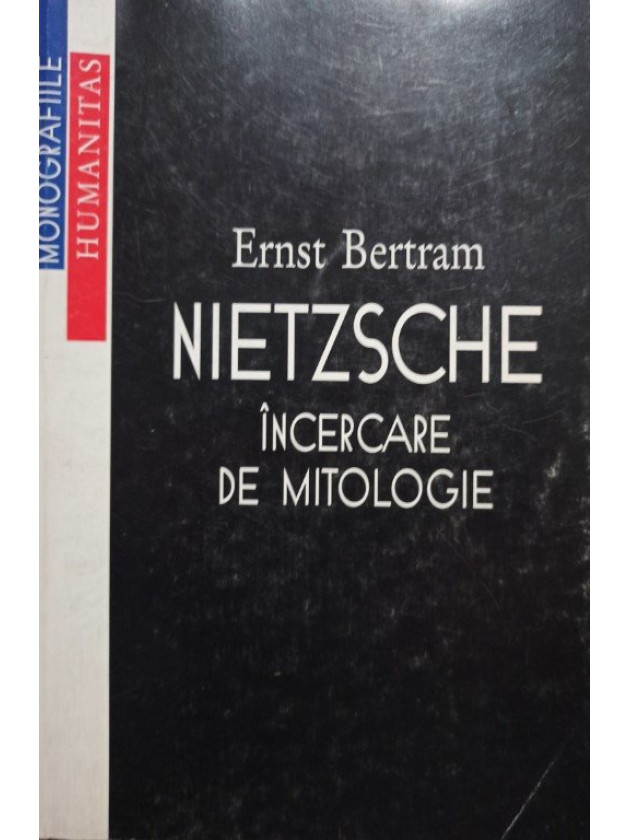 MONOGRAFIILE
HUMANITAS
Ernst Bertram
NIETZSCHE
ÎNCERCARE
DE MITOLOGIE